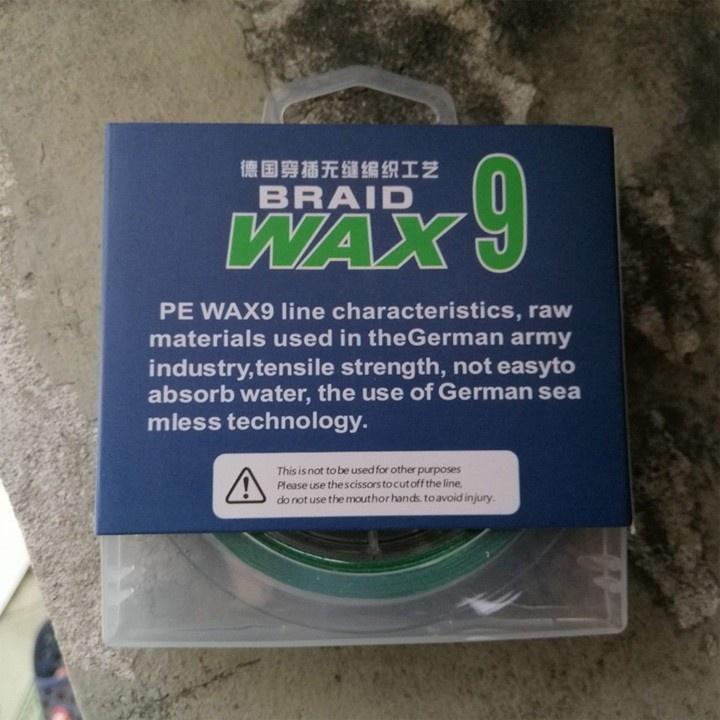 德国穿插无缝编织工艺
BRAID
WAX 9
PE WAX9 line characteristics, raw
materials used in theGerman army
industry,tensile strength, not easyto
absorb water, the use of German sea
mless technology.
This is not to be used for other purposes
Please use the scissors to cut off the line,
do not use the mouth or hands. to avoid injury.